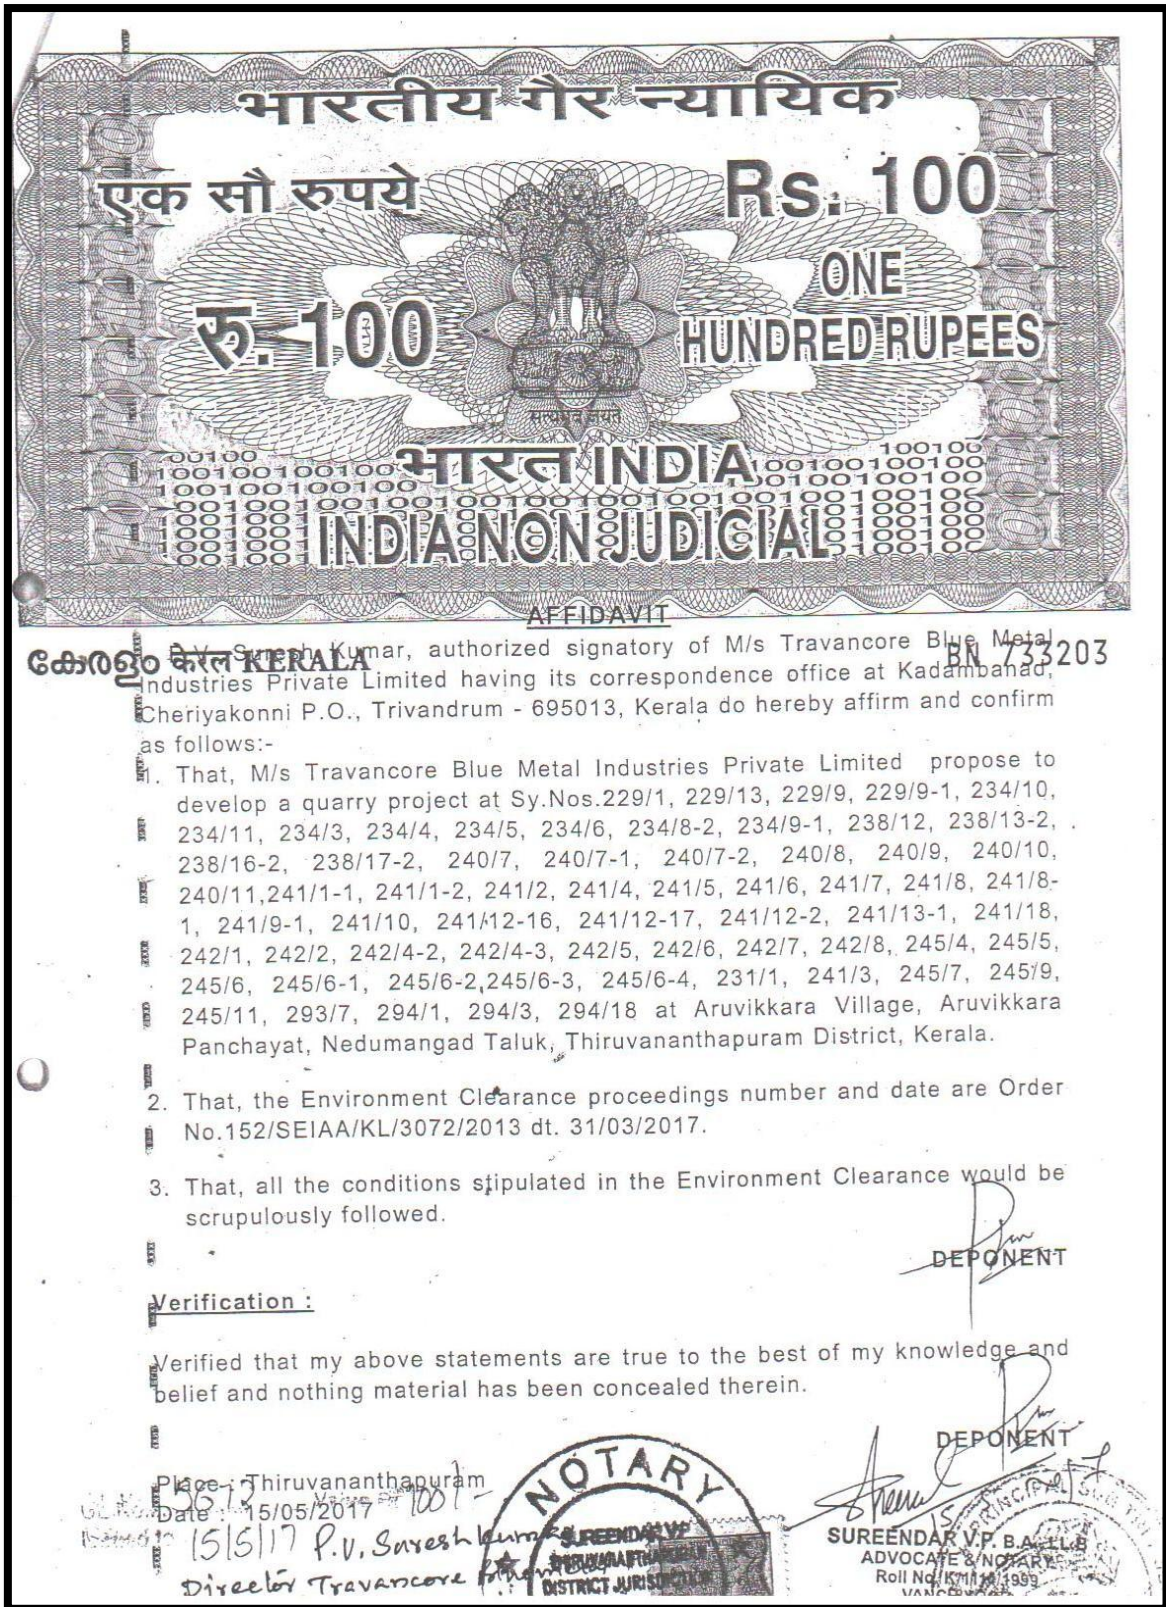 भारतीय गैर न्यायिक
एक सौ रुपये
Rs. 100
रु. 100
ONE
HUNDRED RUPEES
सत्यमेव जयते
भारत INDIA
INDIA NON JUDICIAL
AFFIDAVIT
കേരളം केरल KERALA
BN 733203
P.V. Suresh Kumar, authorized signatory of M/s Travancore Blue Metal
Industries Private Limited having its correspondence office at Kadambanad,
Cheriyakonni P.O., Trivandrum - 695013, Kerala do hereby affirm and confirm
as follows:-
1. That, M/s Travancore Blue Metal Industries Private Limited propose to
develop a quarry project at Sy.Nos.229/1, 229/13, 229/9, 229/9-1, 234/10,
234/11, 234/3, 234/4, 234/5, 234/6, 234/8-2, 234/9-1, 238/12, 238/13-2,
238/16-2, 238/17-2, 240/7, 240/7-1, 240/7-2, 240/8, 240/9, 240/10,
240/11,241/1-1, 241/1-2, 241/2, 241/4, 241/5, 241/6, 241/7, 241/8, 241/8-
1, 241/9-1, 241/10, 241/12-16, 241/12-17, 241/12-2, 241/13-1, 241/18,
242/1, 242/2, 242/4-2, 242/4-3, 242/5, 242/6, 242/7, 242/8, 245/4, 245/5,
245/6, 245/6-1, 245/6-2,245/6-3, 245/6-4, 231/1, 241/3, 245/7, 245/9,
245/11, 293/7, 294/1, 294/3, 294/18 at Aruvikkara Village, Aruvikkara
Panchayat, Nedumangad Taluk, Thiruvananthapuram District, Kerala.
2. That, the Environment Clearance proceedings number and date are Order
No.152/SEIAA/KL/3072/2013 dt. 31/03/2017.
3. That, all the conditions stipulated in the Environment Clearance would be
scrupulously followed.
DEPONENT
Verification :
Verified that my above statements are true to the best of my knowledge and
belief and nothing material has been concealed therein.
DEPONENT
Place : Thiruvananthapuram
Date : 15/05/2017
100/-
15/5/17 P.V. Suresh Kumar
Director Travancore
NOTARY
SUREENDAR V.P
DISTRICT JURISDICTION
PRINCIPAL SUB
SUREENDAR V.P. B.A. LL.B
ADVOCATE & NOTARY
Roll No.